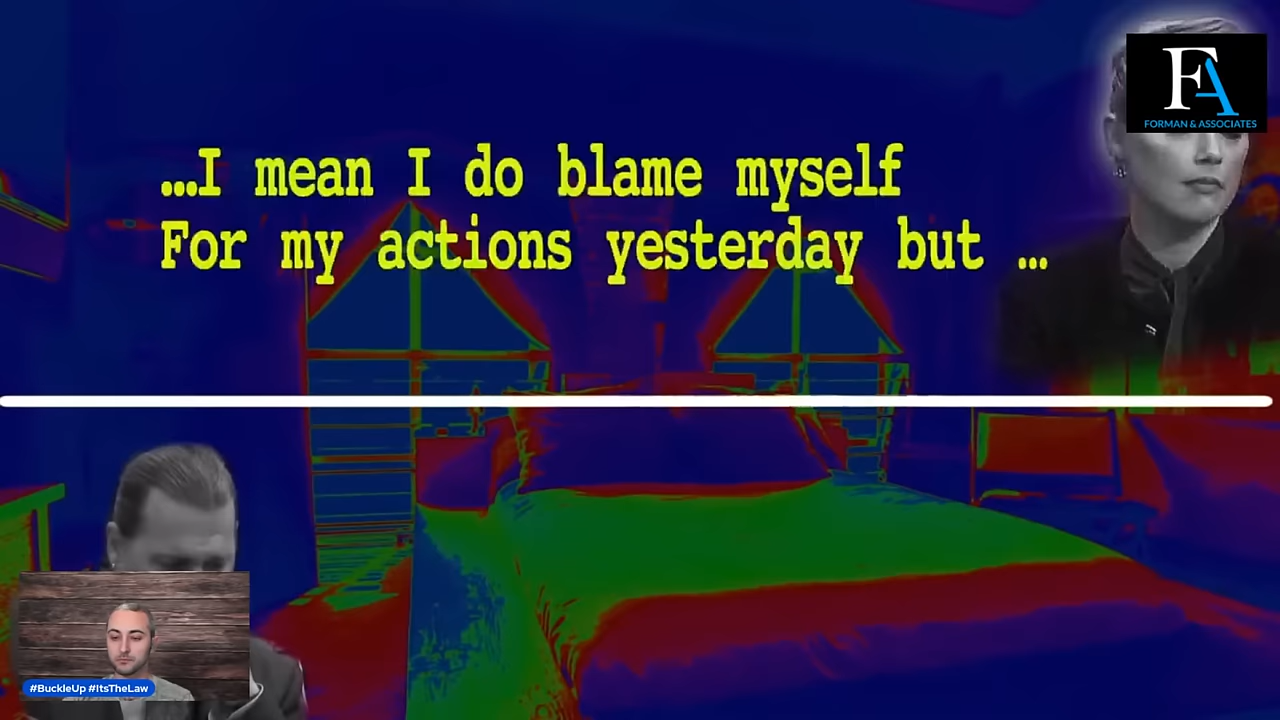 FA
FORMAN & ASSOCIATES
…I mean I do blame myself
For my actions yesterday but …
#BuckleUp #ItsTheLaw